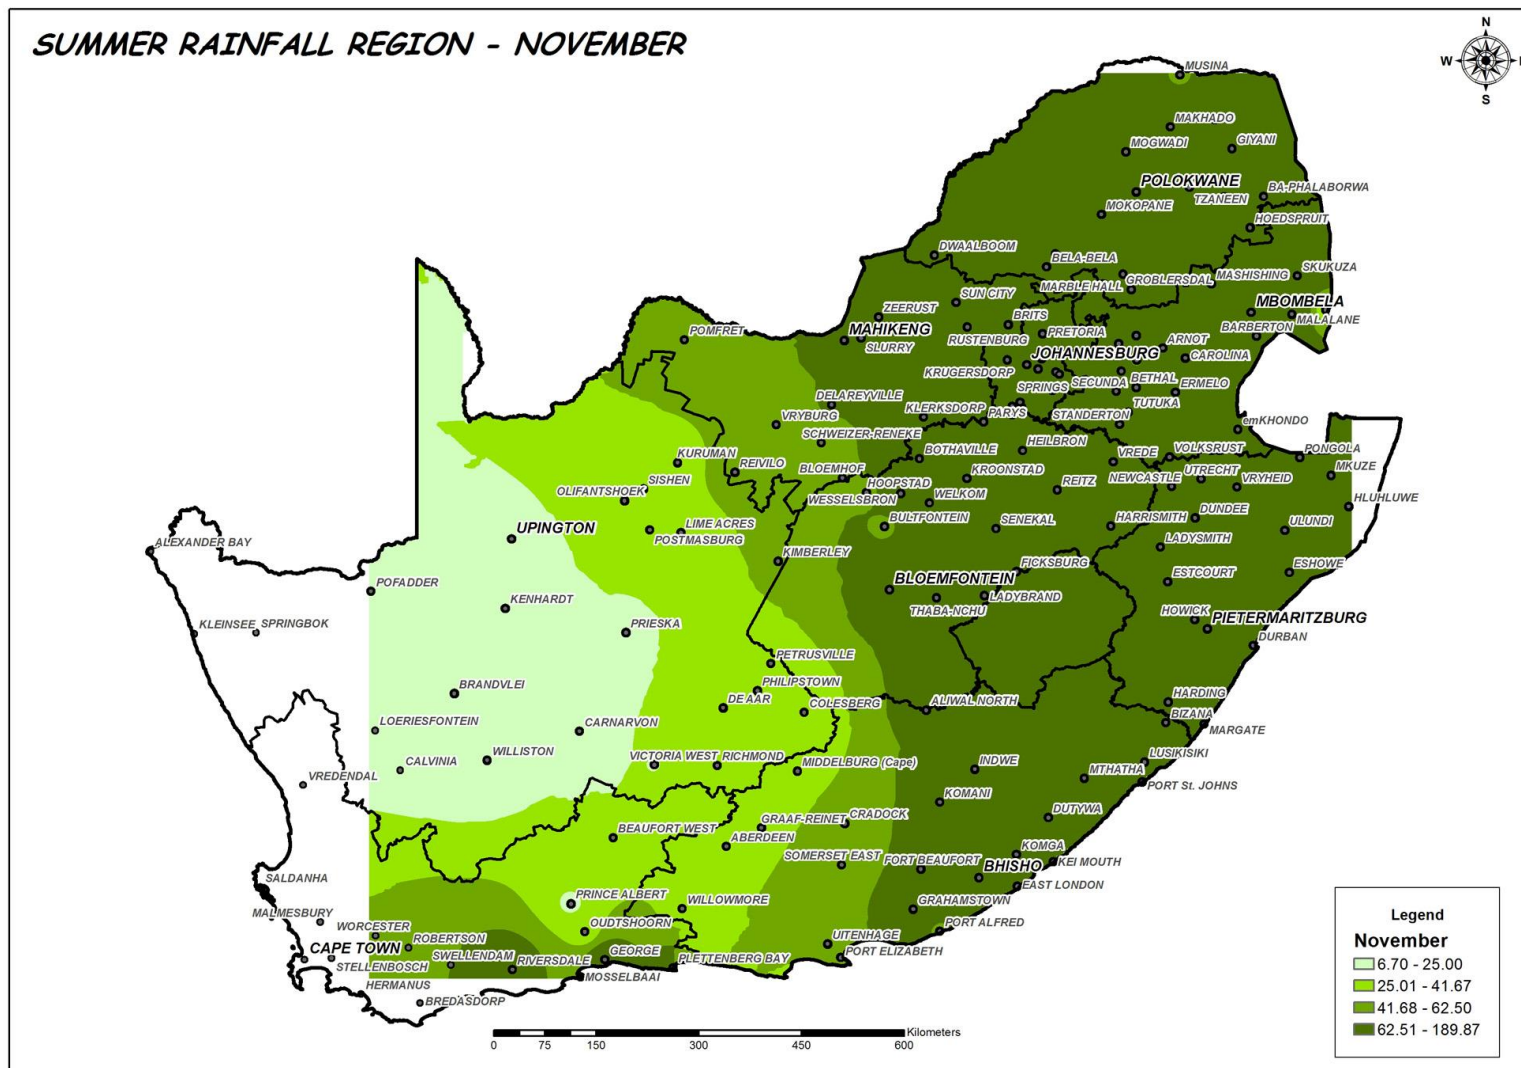 SUMMER RAINFALL REGION - NOVEMBER
N
W
S
MUSINA
MAKHADO
MOGWADI
GIYANI
POLOKWANE
TZANEEN
BA-PHALABORWA
MOKOPANE
HOEDSPRUIT
DWAALBOOM
BELA-BELA
MARBLE HALL
GROBLERSDAL
MASHISHING
SKUKUZA
SUN CITY
ZEERUST
BRITS
MBOMBELA
MALALANE
BARBERTON
POMFRET
MAHIKENG
SLURRY
RUSTENBURG
PRETORIA
ARNOT
JOHANNESBURG
CAROLINA
KRUGERSDORP
SPRINGS
SECUNDA
BETHAL
ERMELO
TUTUKA
DELAREYVILLE
KLERKSDORP
PARYS
STANDERTON
VRYBURG
emKHONDO
SCHWEIZER-RENEKE
KURUMAN
REIVILO
BLOEMHOF
BOTHAVILLE
HEILBRON
VREDE
VOLKSRUST
PONGOLA
SISHEN
OLIFANTSHOEK
HOOPSTAD
KROONSTAD
REITZ
NEWCASTLE
UTRECHT
VRYHEID
MKUZE
WESSELSBRON
WELKOM
HLUHLUWE
UPINGTON
LIME ACRES
POSTMASBURG
BULTFONTEIN
SENEKAL
HARRISMITH
DUNDEE
ULUNDI
ALEXANDER BAY
LADYSMITH
KIMBERLEY
FICKSBURG
ESHOWE
POFADDER
BLOEMFONTEIN
ESTCOURT
KENHARDT
THABA-NCHU
LADYBRAND
HOWICK
PIETERMARITZBURG
KLEINSEE
SPRINGBOK
PRIESKA
DURBAN
PETRUSVILLE
BRANDVLEI
PHILIPSTOWN
DE AAR
COLESBERG
ALIWAL NORTH
HARDING
BIZANA
LOERIESFONTEIN
CARNARVON
MARGATE
WILLISTON
CALVINIA
VICTORIA WEST
RICHMOND
MIDDELBURG (Cape)
INDWE
LUSIKISIKI
VREDENDAL
MTHATHA
PORT St. JOHNS
KOMANI
DUTYWA
BEAUFORT WEST
GRAAF-REINET
CRADOCK
ABERDEEN
SOMERSET EAST
FORT BEAUFORT
KOMGA
BHISHO
KEI MOUTH
SALDANHA
EAST LONDON
PRINCE ALBERT
WILLOWMORE
GRAHAMSTOWN
MALMESBURY
WORCESTER
OUDTSHOORN
PORT ALFRED
UITENHAGE
CAPE TOWN
ROBERTSON
SWELLENDAM
GEORGE
PORT ELIZABETH
STELLENBOSCH
RIVERSDALE
PLETTENBERG BAY
MOSSELBAAI
HERMANUS
BREDASDORP
Kilometers
0 75 150 300 450 600
Legend
November
6.70 - 25.00
25.01 - 41.67
41.68 - 62.50
62.51 - 189.87